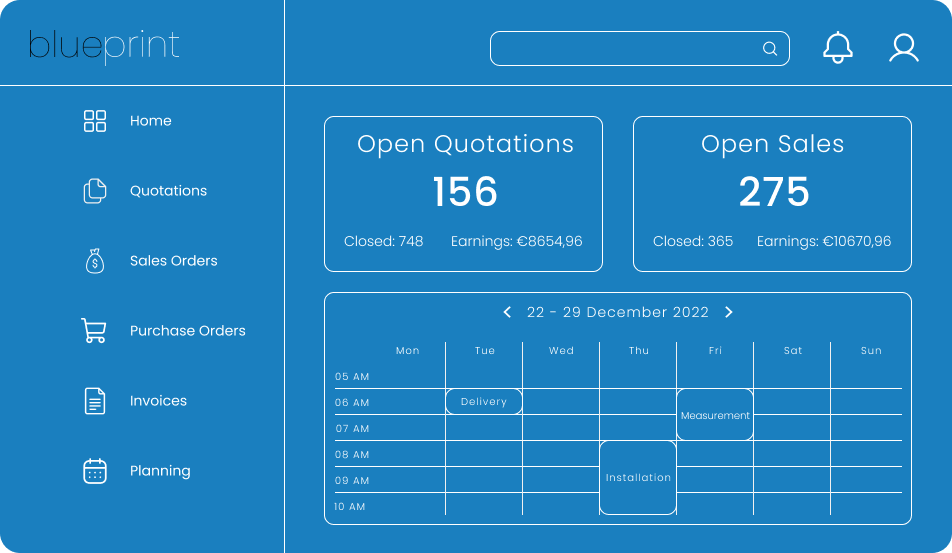 blueprint
Home
Quotations
Sales Orders
Purchase Orders
Invoices
Planning
Open Quotations
156
Closed: 748 Earnings: €8654,96
Open Sales
275
Closed: 365 Earnings: €10670,96
22 - 29 December 2022
Mon Tue Wed Thu Fri Sat Sun
05 AM
06 AM Delivery
Measurement
07 AM
08 AM
09 AM Installation
10 AM